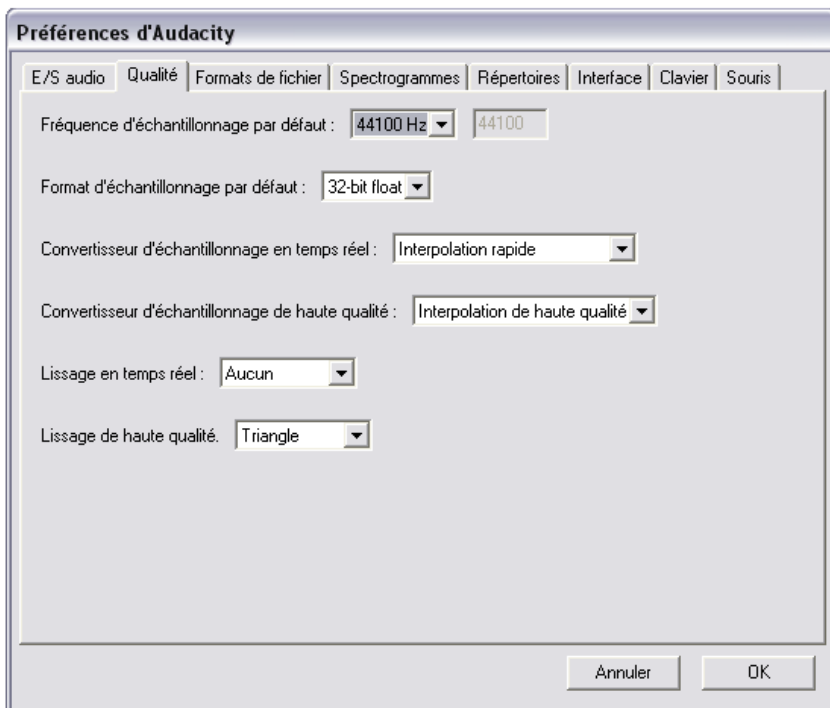 Préférences d'Audacity
E/S audio Qualité Formats de fichier Spectrogrammes Répertoires Interface Clavier Souris
Fréquence d'échantillonnage par défaut : 44100 Hz 44100
Format d'échantillonnage par défaut : 32-bit float
Convertisseur d'échantillonnage en temps réel : Interpolation rapide
Convertisseur d'échantillonnage de haute qualité : Interpolation de haute qualité
Lissage en temps réel : Aucun
Lissage de haute qualité. Triangle
Annuler OK